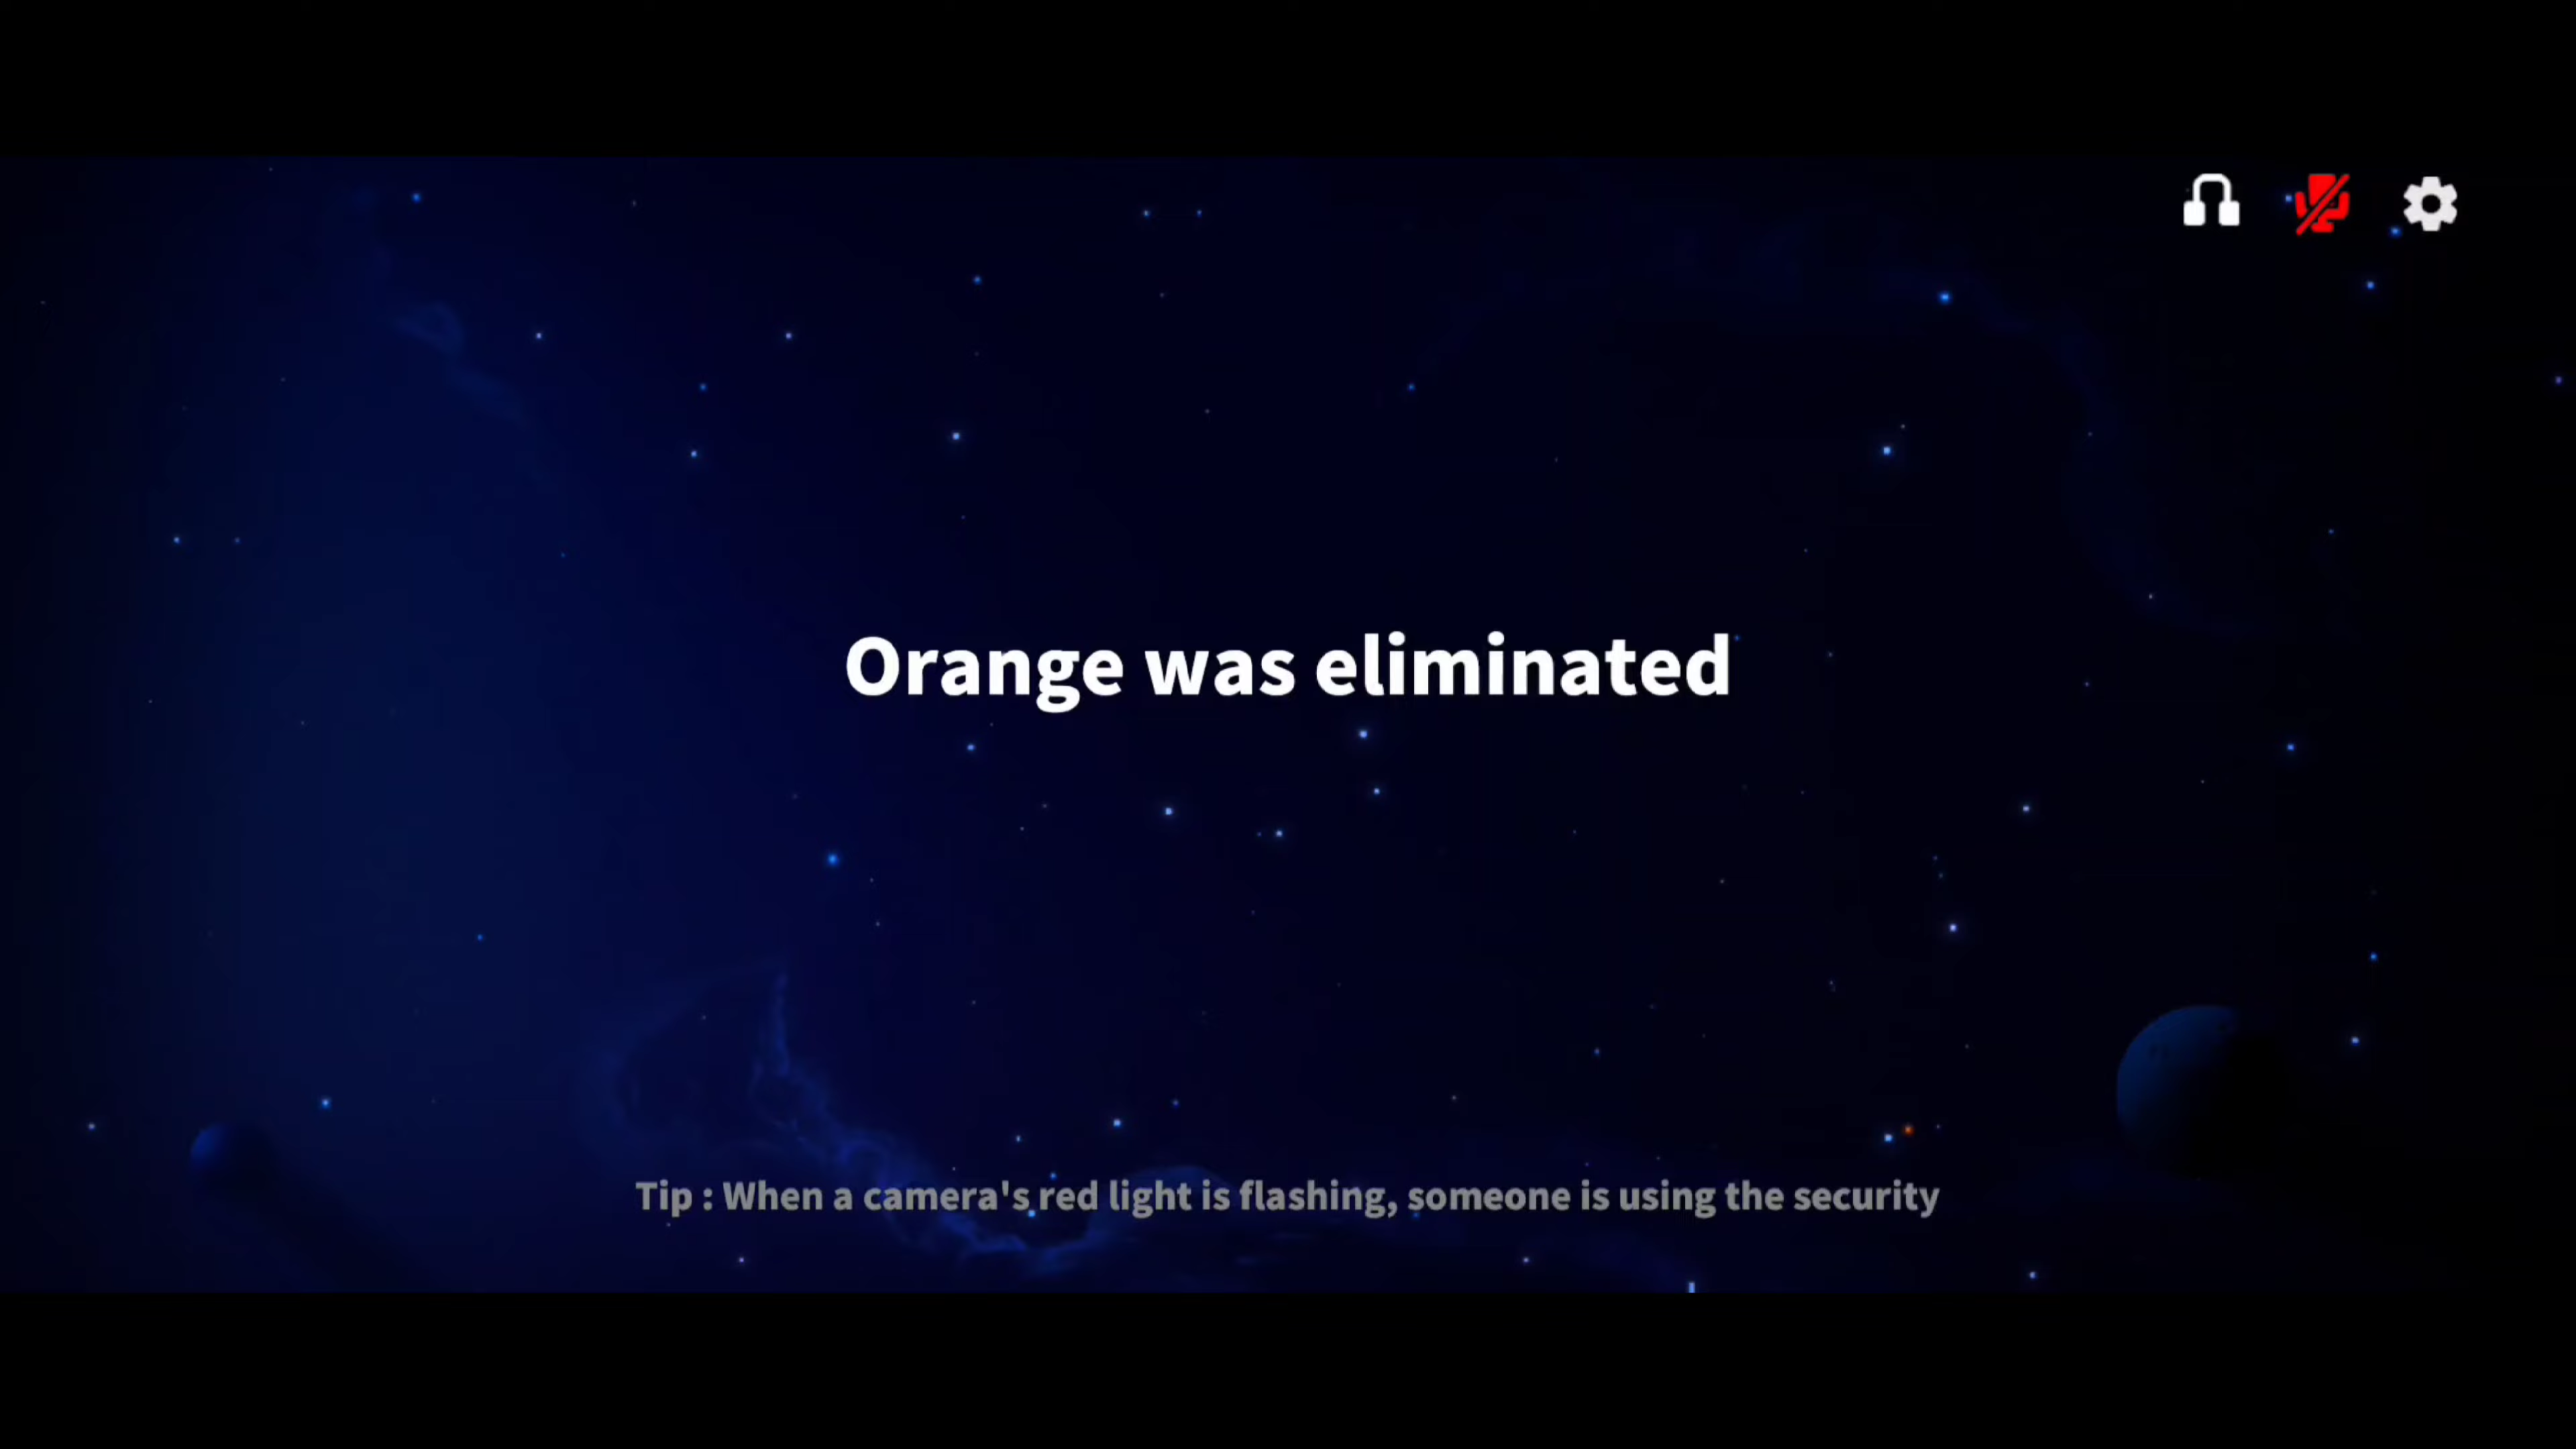 Orange was eliminated
Tip : When a camera's red light is flashing, someone is using the security